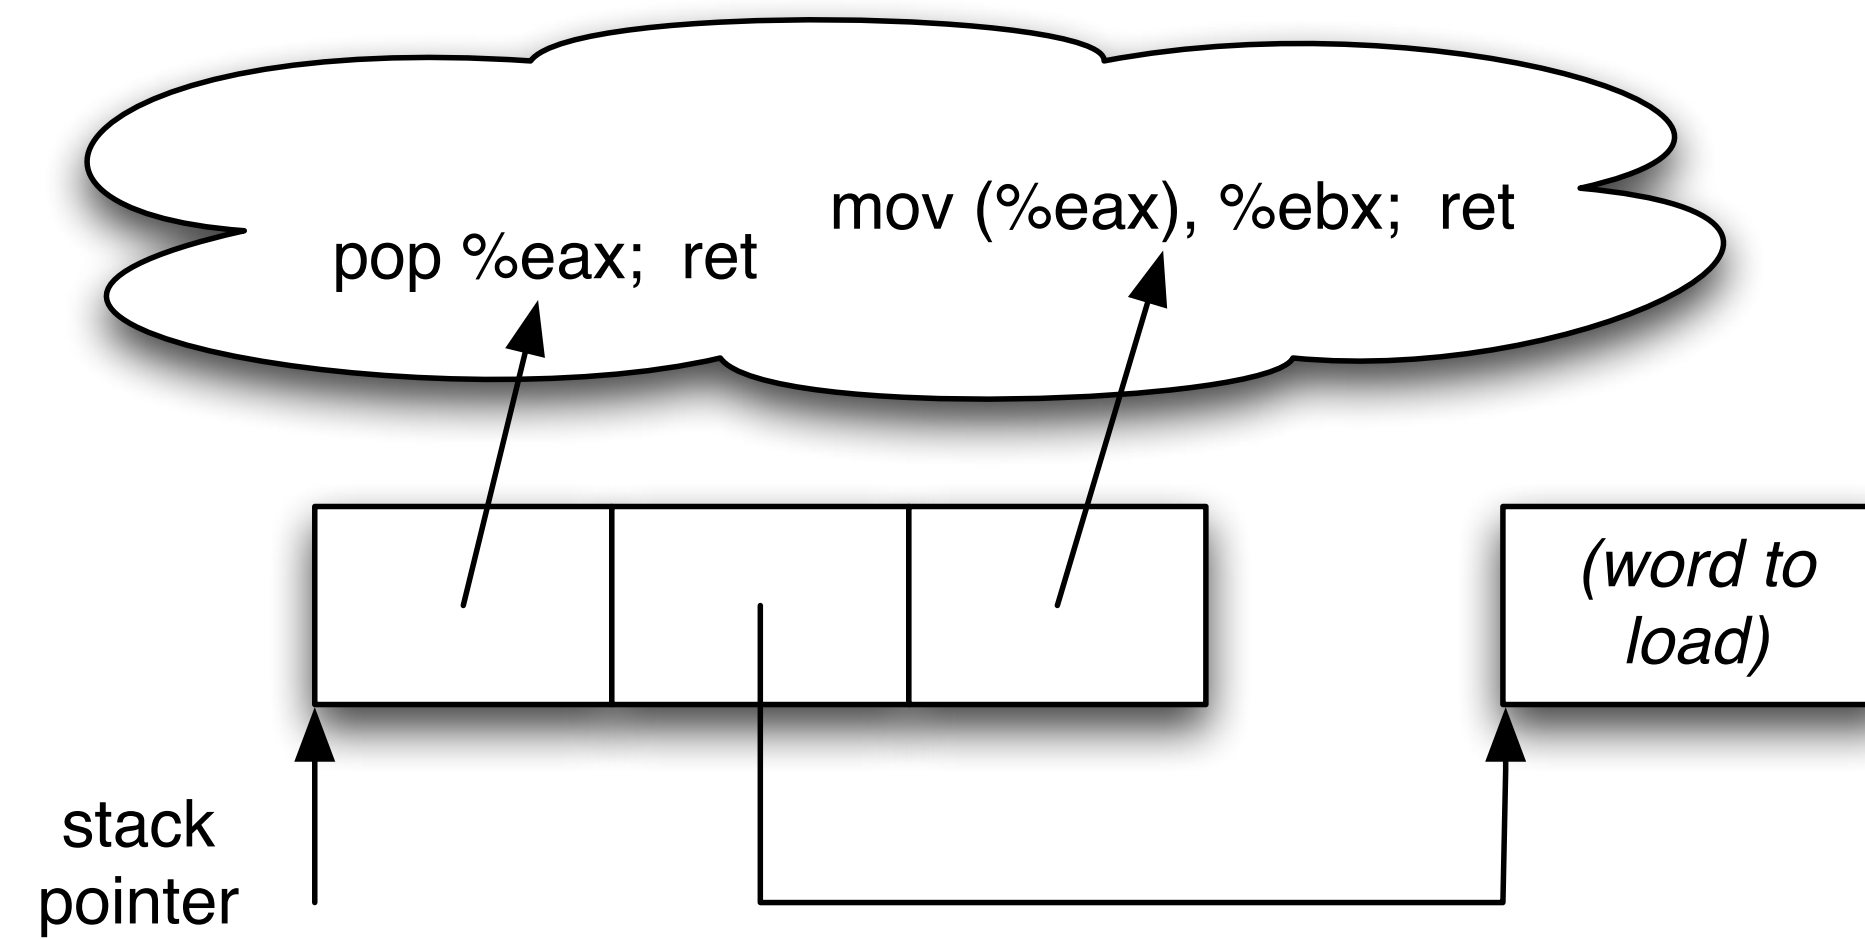 mov (%eax), %ebx;  ret
pop %eax;  ret
(word to
load)
stack
pointer